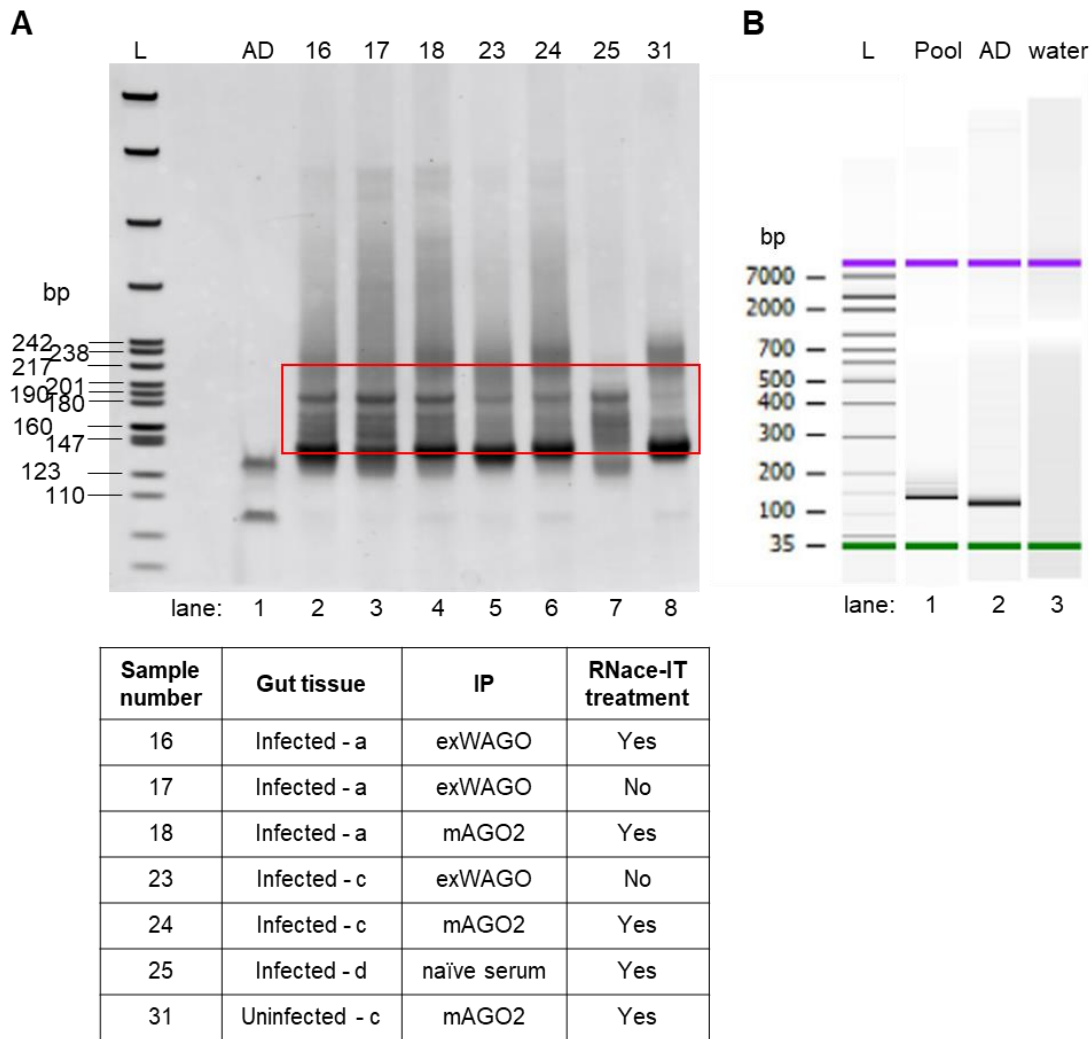 A
L AD 16 17 18 23 24 25 31
bp
242
238
217
201
190
180
160
147
123
110
lane: 1 2 3 4 5 6 7 8
B
L Pool AD water
bp
7000
2000
700
500
400
300
200
100
35
lane: 1 2 3
Sample number Gut tissue IP RNace-IT treatment
16 Infected - a exWAGO Yes
17 Infected - a exWAGO No
18 Infected - a mAGO2 Yes
23 Infected - c exWAGO No
24 Infected - c mAGO2 Yes
25 Infected - d naïve serum Yes
31 Uninfected - c mAGO2 Yes